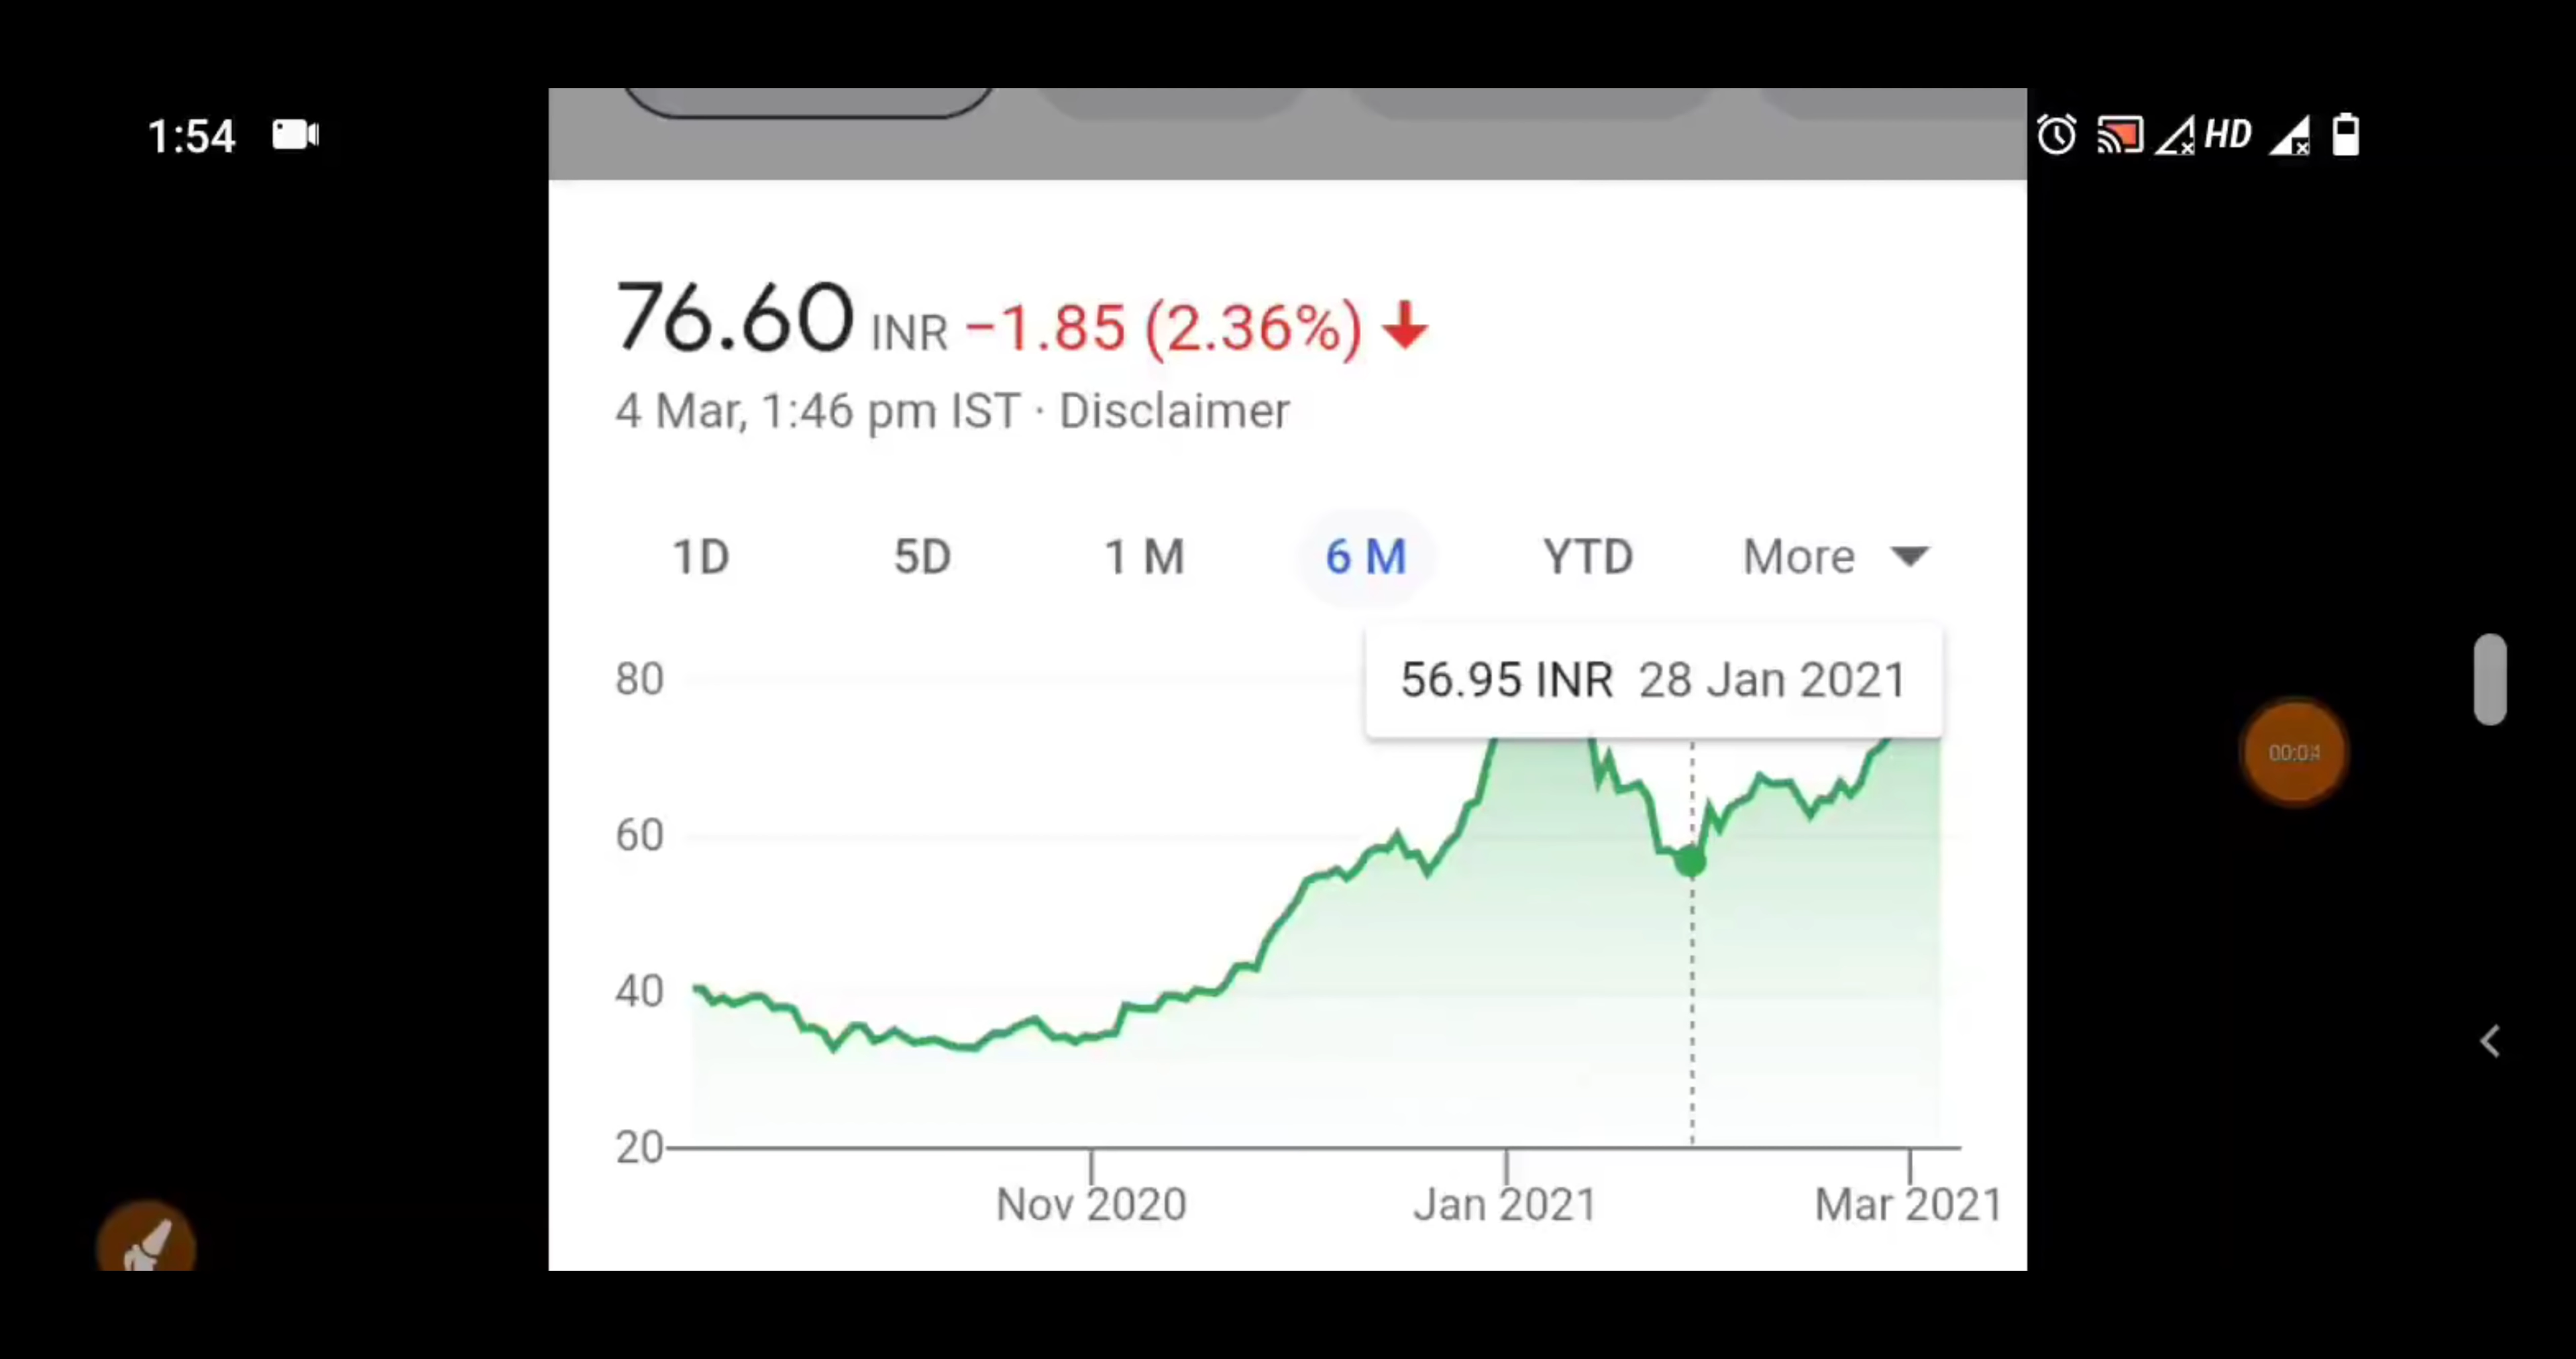 1:54
HD
76.60 INR −1.85 (2.36%)
4 Mar, 1:46 pm IST · Disclaimer
1D 5D 1 M 6 M YTD More
56.95 INR 28 Jan 2021
80
60
40
20
Nov 2020 Jan 2021 Mar 2021